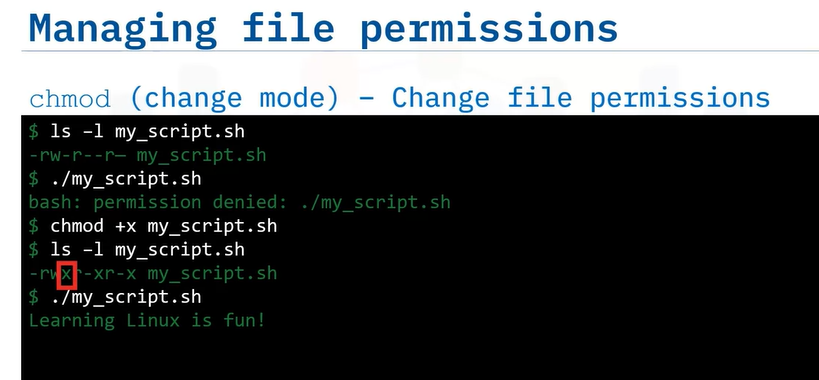 Managing file permissions
chmod (change mode) – Change file permissions
$ ls –l my_script.sh
-rw-r--r— my_script.sh
$ ./my_script.sh
bash: permission denied: ./my_script.sh
$ chmod +x my_script.sh
$ ls –l my_script.sh
-rwxr-xr-x my_script.sh
$ ./my_script.sh
Learning Linux is fun!